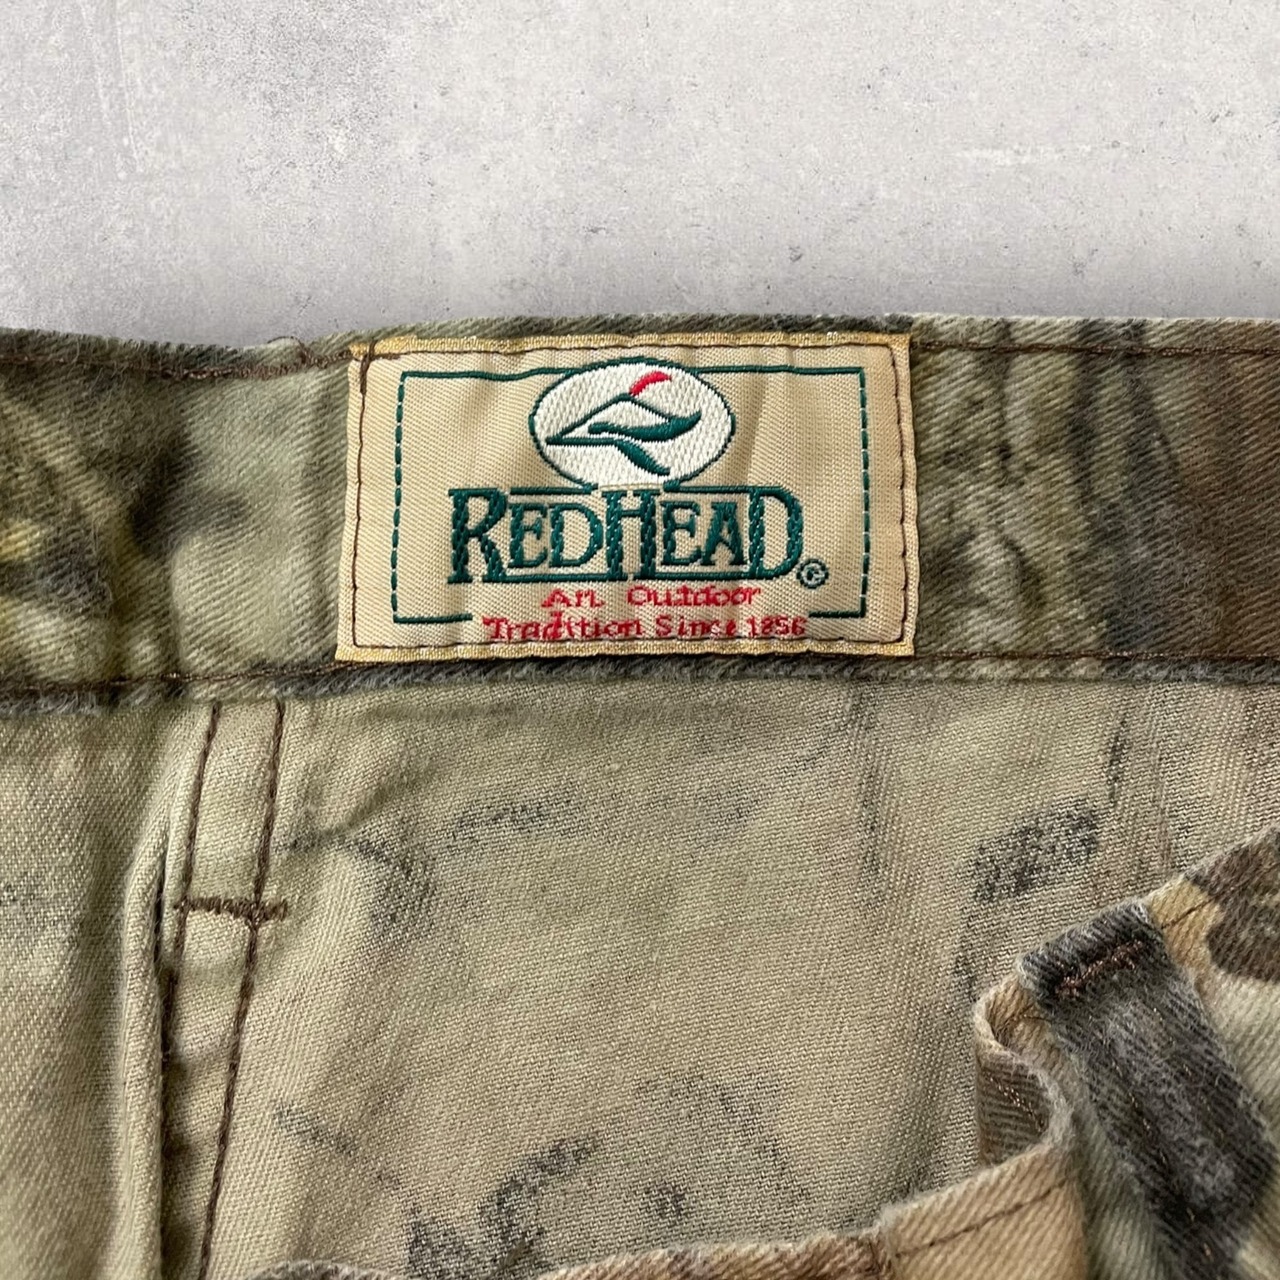 REDHEAD®
An Outdoor
Tradition Since 1856